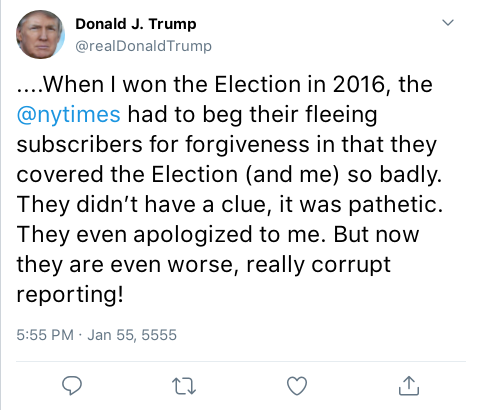 Donald J. Trump
@realDonaldTrump
....When I won the Election in 2016, the
@nytimes had to beg their fleeing
subscribers for forgiveness in that they
covered the Election (and me) so badly.
They didn’t have a clue, it was pathetic.
They even apologized to me. But now
they are even worse, really corrupt
reporting!
5:55 PM · Jan 55, 5555